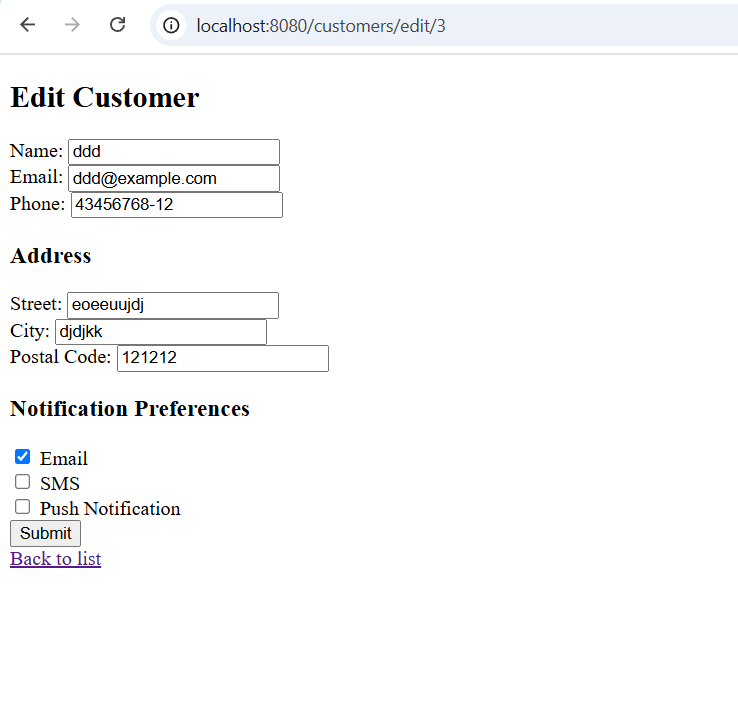 localhost:8080/customers/edit/3
Edit Customer
Name: ddd
Email: ddd@example.com
Phone: 43456768-12
Address
Street: eoeeuujdj
City: djdjkk
Postal Code: 121212
Notification Preferences
Email
SMS
Push Notification
Submit
Back to list